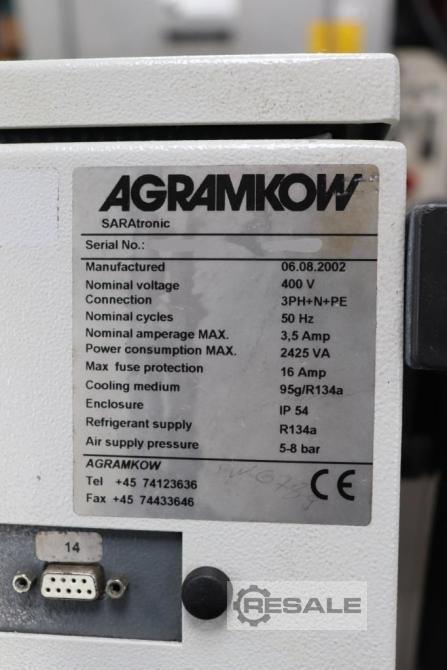 AGRAMKOW
SARAtronic
Serial No.:
Manufactured 06.08.2002
Nominal voltage 400 V
Connection 3PH+N+PE
Nominal cycles 50 Hz
Nominal amperage MAX. 3,5 Amp
Power consumption MAX. 2425 VA
Max fuse protection 16 Amp
Cooling medium 95g/R134a
Enclosure IP 54
Refrigerant supply R134a
Air supply pressure 5-8 bar
AGRAMKOW
Tel +45 74123636
Fax +45 74433646
CE
14
RESALE